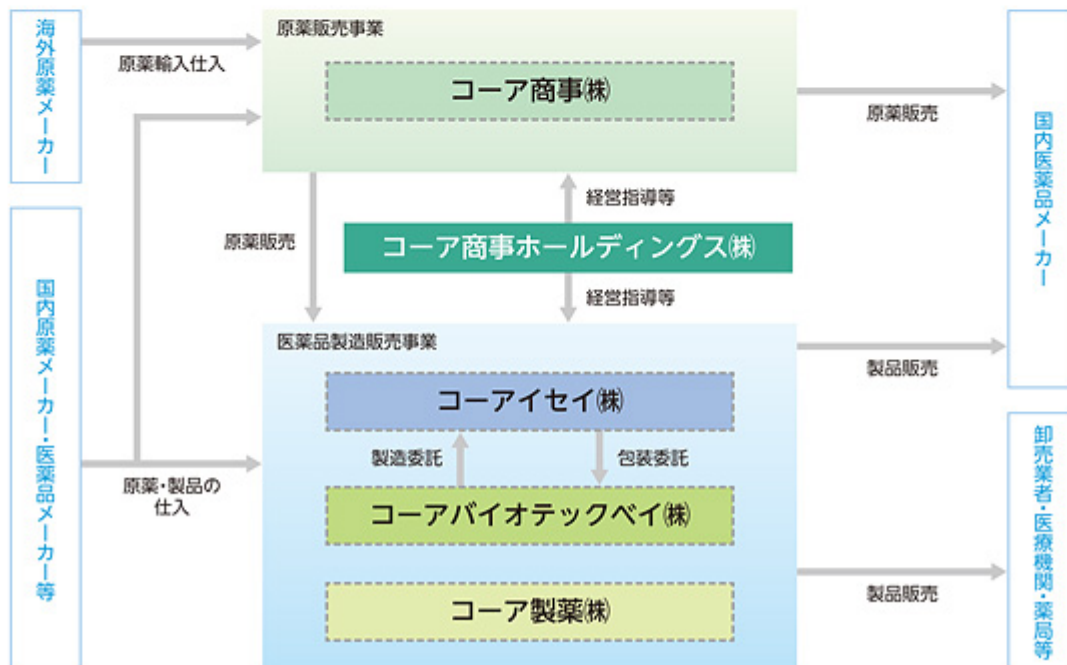 海外原薬メーカー
原薬輸入仕入
原薬販売事業
コーア商事㈱
原薬販売
国内医薬品メーカー
経営指導等
原薬販売
コーア商事ホールディングス㈱
経営指導等
国内原薬メーカー・医薬品メーカー等
原薬・製品の
仕入
医薬品製造販売事業
コーアイセイ㈱
製造委託
包装委託
コーアバイオテックベイ㈱
コーア製薬㈱
製品販売
製品販売
卸売業者・医療機関・薬局等